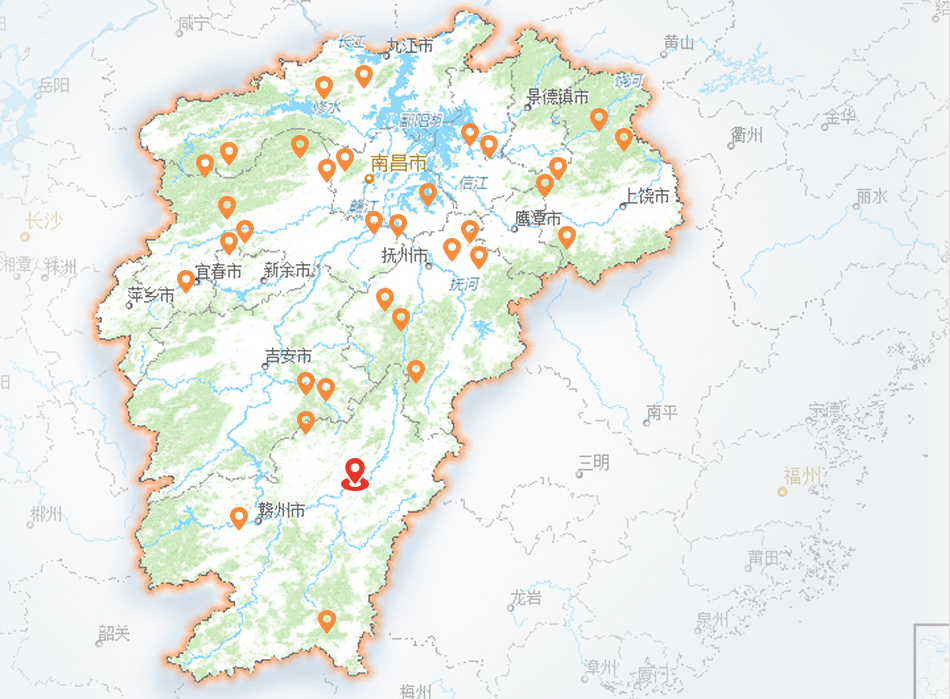 咸宁
长江
九江市
黄山
岳阳
饶河
景德镇市
修水
鄱阳湖
金华
衢州
南昌市
信江
丽水
上饶市
赣江
鹰潭市
长沙
抚州市
湘潭
株洲
宜春市
新余市
抚河
萍乡市
吉安市
南平
宁德
三明
福州
郴州
赣州市
莆田
龙岩
泉州
韶关
漳州
厦门
梅州